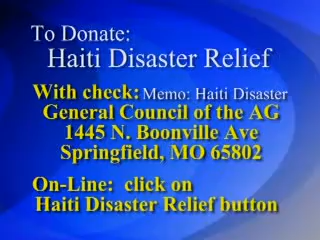 To Donate:
Haiti Disaster Relief
With check: Memo: Haiti Disaster
General Council of the AG
1445 N. Boonville Ave
Springfield, MO 65802
On-Line:  click on
Haiti Disaster Relief button